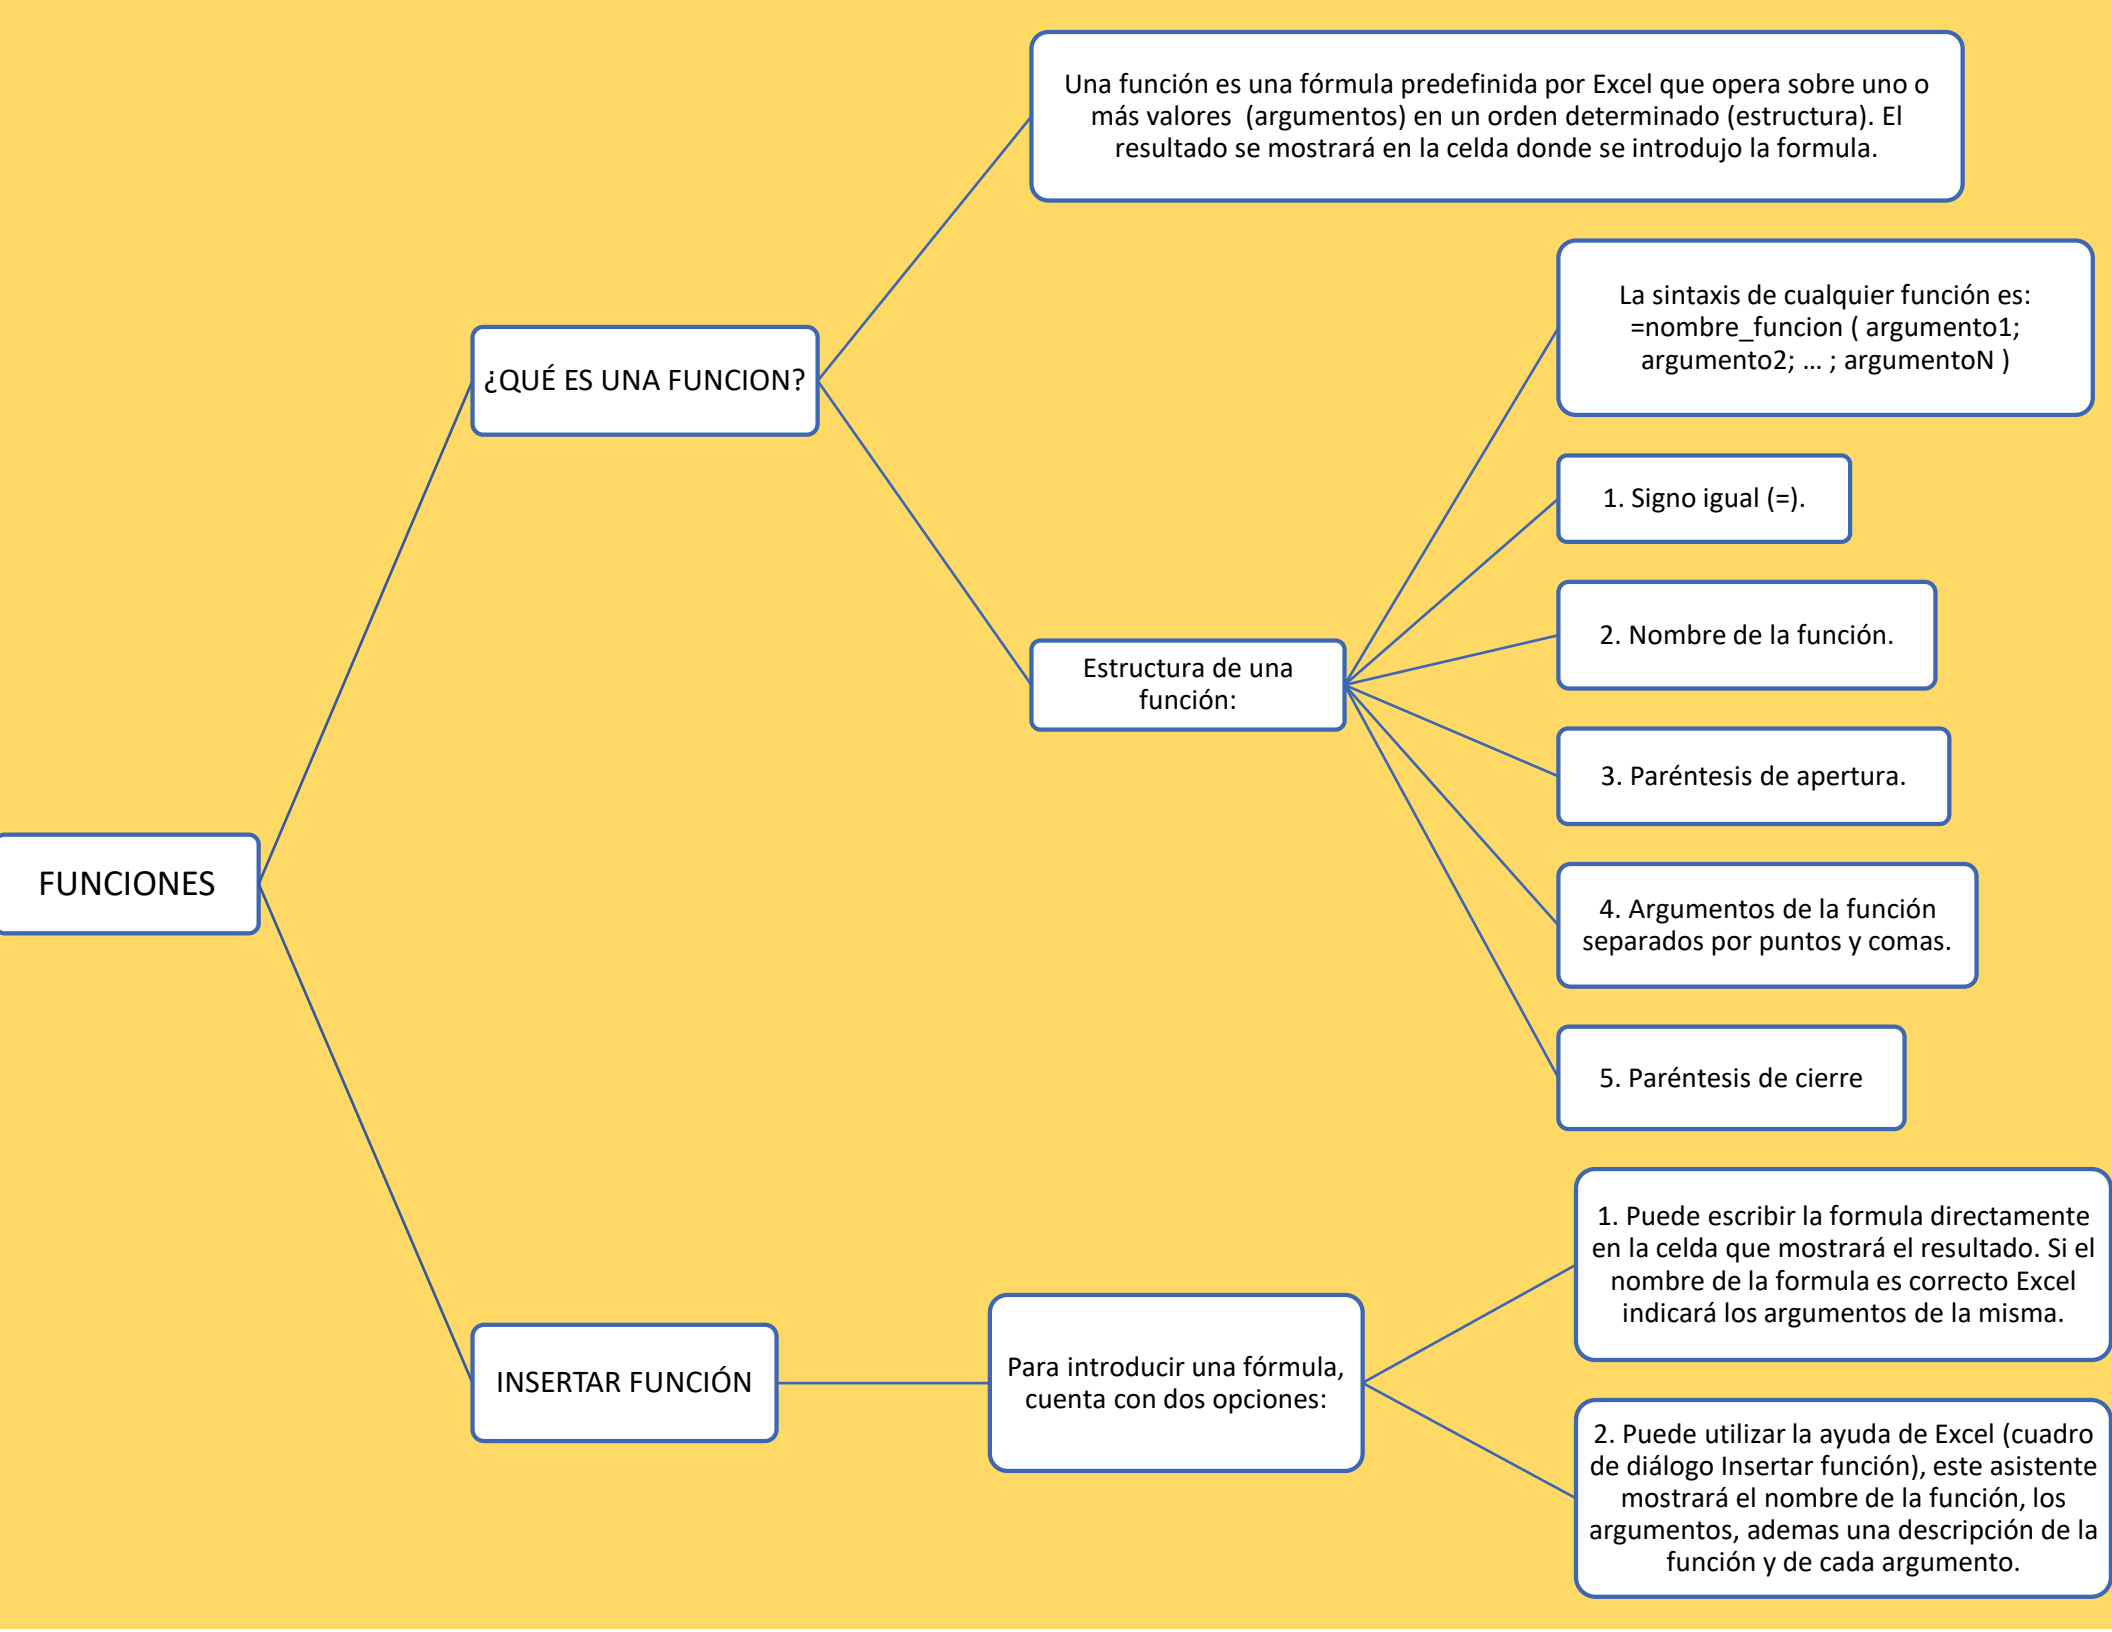 FUNCIONES
¿QUÉ ES UNA FUNCION?
Una función es una fórmula predefinida por Excel que opera sobre uno o
más valores  (argumentos) en un orden determinado (estructura). El
resultado se mostrará en la celda donde se introdujo la formula.
Estructura de una
función:
La sintaxis de cualquier función es:
=nombre_funcion ( argumento1;
argumento2; ... ; argumentoN )
1. Signo igual (=).
2. Nombre de la función.
3. Paréntesis de apertura.
4. Argumentos de la función
separados por puntos y comas.
5. Paréntesis de cierre
INSERTAR FUNCIÓN
Para introducir una fórmula,
cuenta con dos opciones:
1. Puede escribir la formula directamente
en la celda que mostrará el resultado. Si el
nombre de la formula es correcto Excel
indicará los argumentos de la misma.
2. Puede utilizar la ayuda de Excel (cuadro
de diálogo Insertar función), este asistente
mostrará el nombre de la función, los
argumentos, ademas una descripción de la
función y de cada argumento.